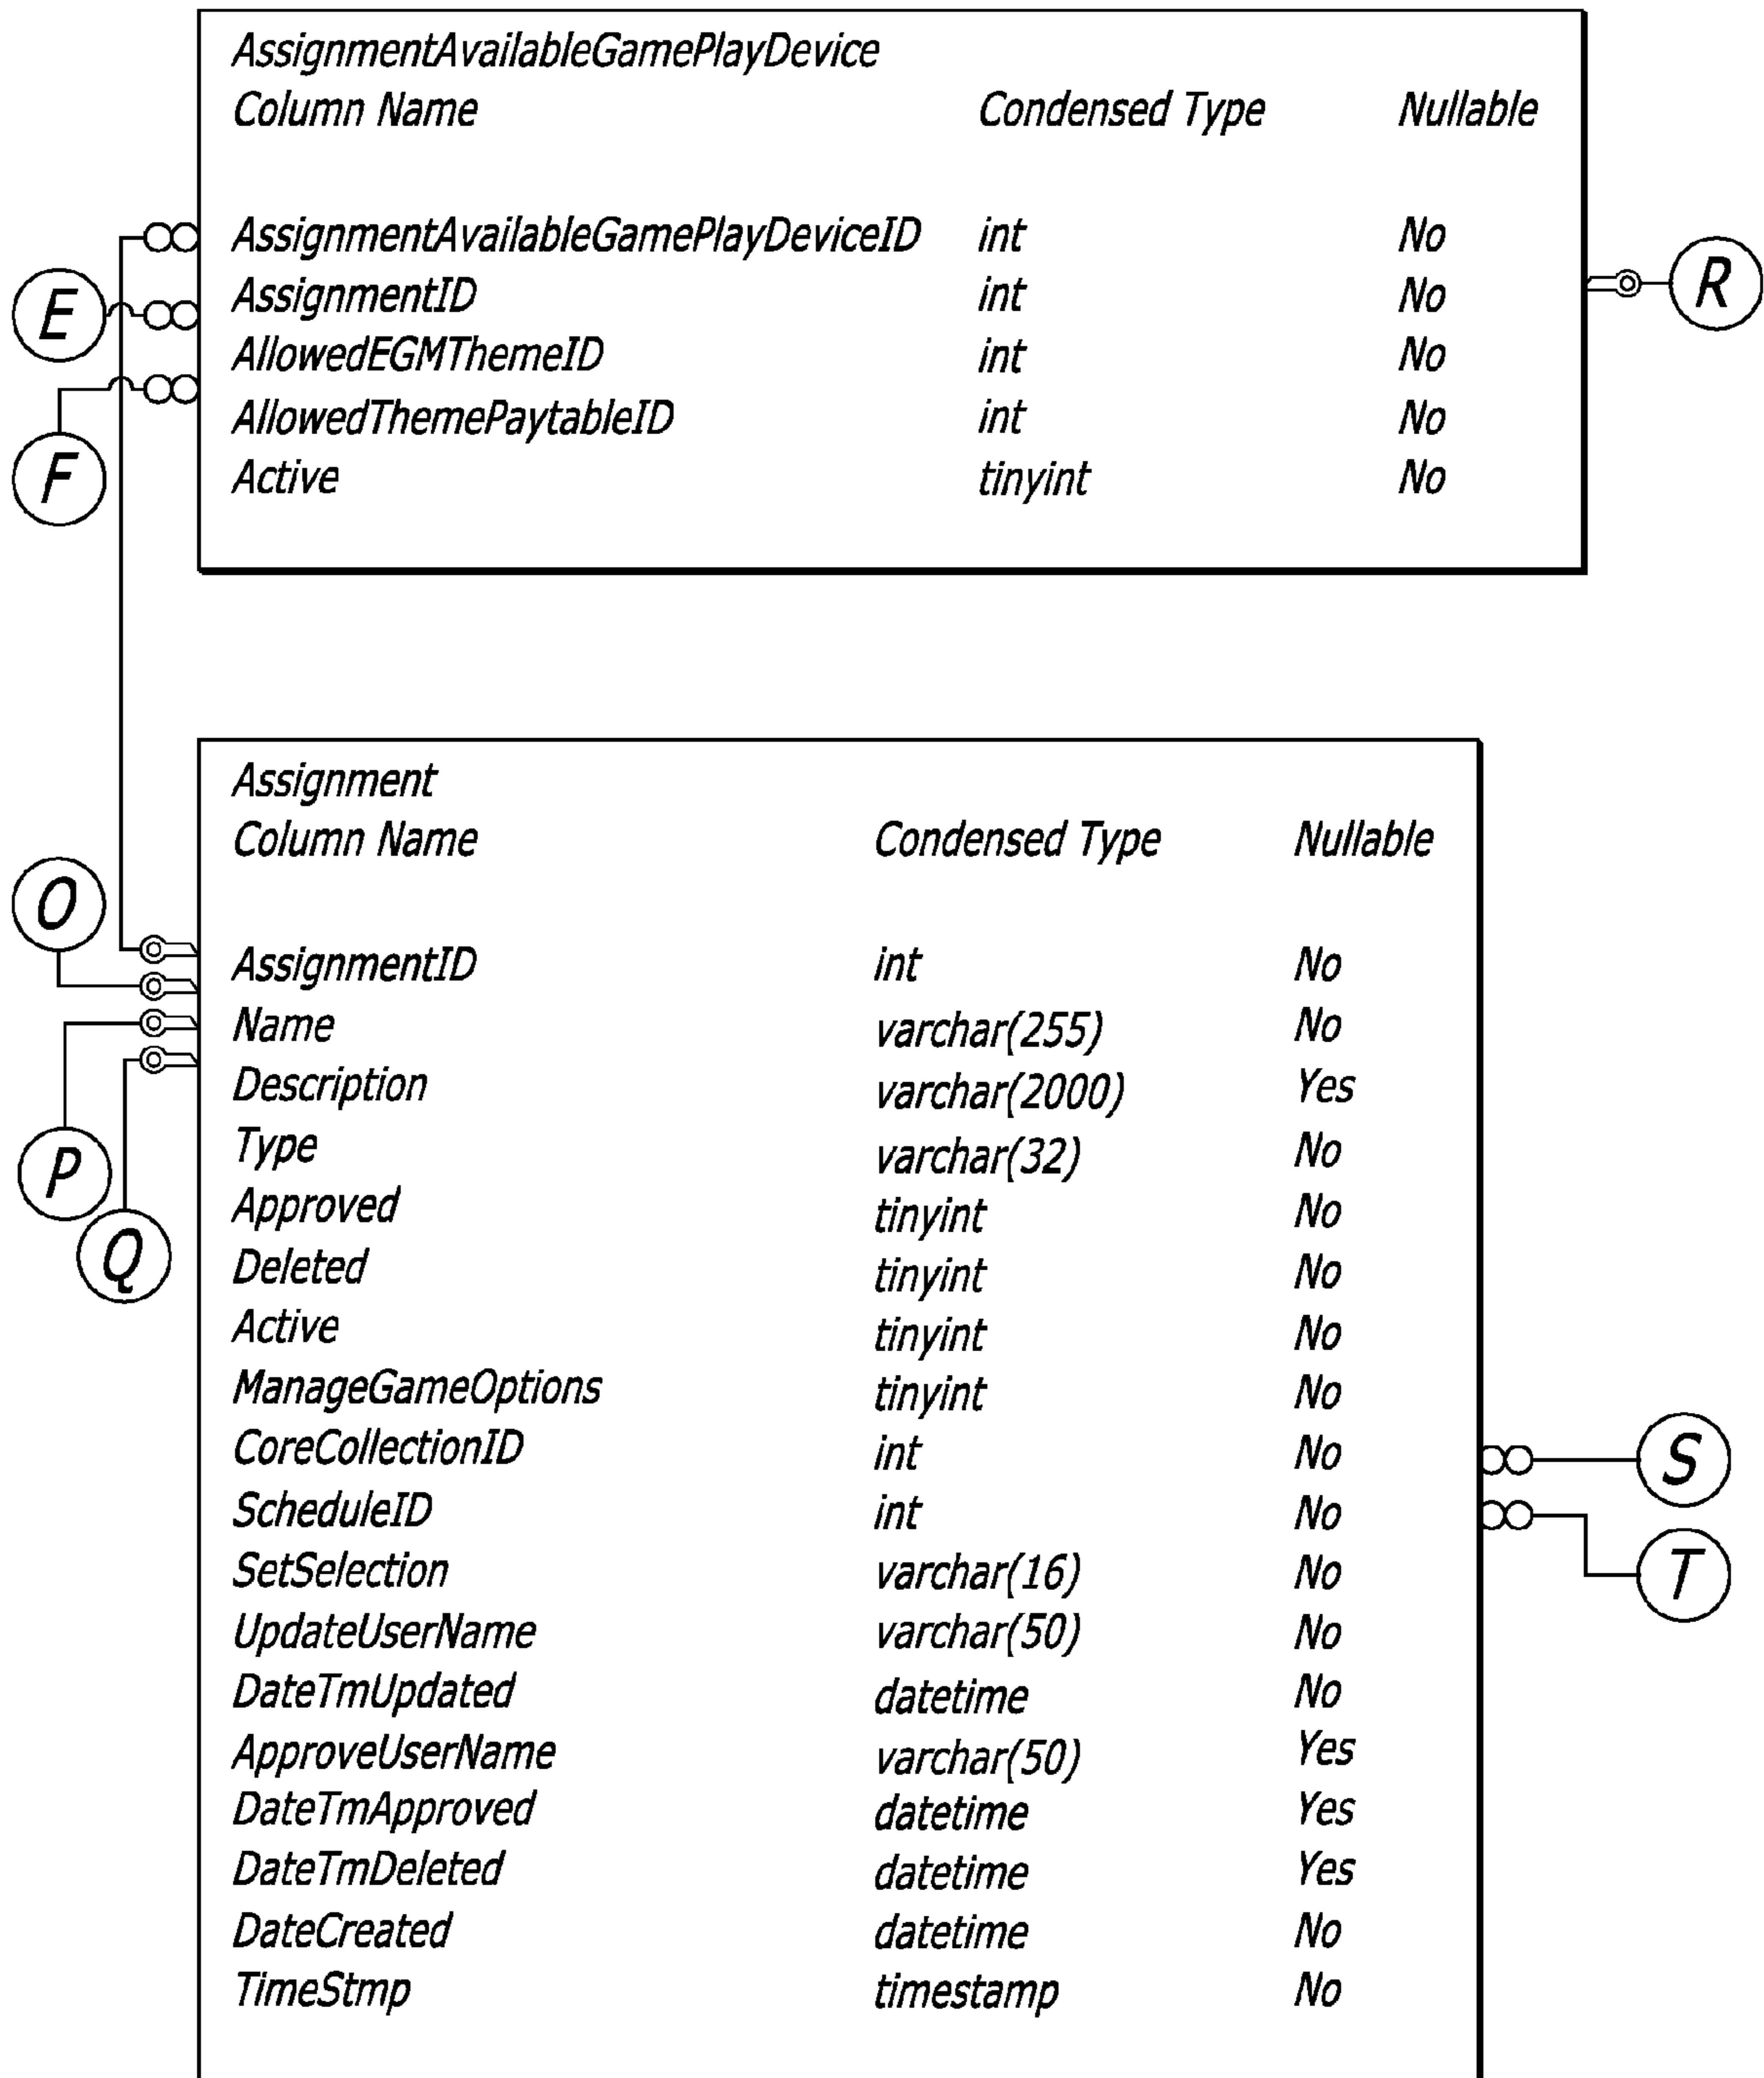 AssignmentAvailableGamePlayDevice
Column Name Condensed Type Nullable
AssignmentAvailableGamePlayDeviceID int No
E AssignmentID int No R
AllowedEGMThemeID int No
AllowedThemePaytableID int No
F Active tinyint No
Assignment
Column Name Condensed Type Nullable
O
AssignmentID int No
Name varchar(255) No
Description varchar(2000) Yes
P Type varchar(32) No
Approved tinyint No
Q Deleted tinyint No
Active tinyint No
ManageGameOptions tinyint No
CoreCollectionID int No S
ScheduleID int No
SetSelection varchar(16) No T
UpdateUserName varchar(50) No
DateTmUpdated datetime No
ApproveUserName varchar(50) Yes
DateTmApproved datetime Yes
DateTmDeleted datetime Yes
DateCreated datetime No
TimeStmp timestamp No